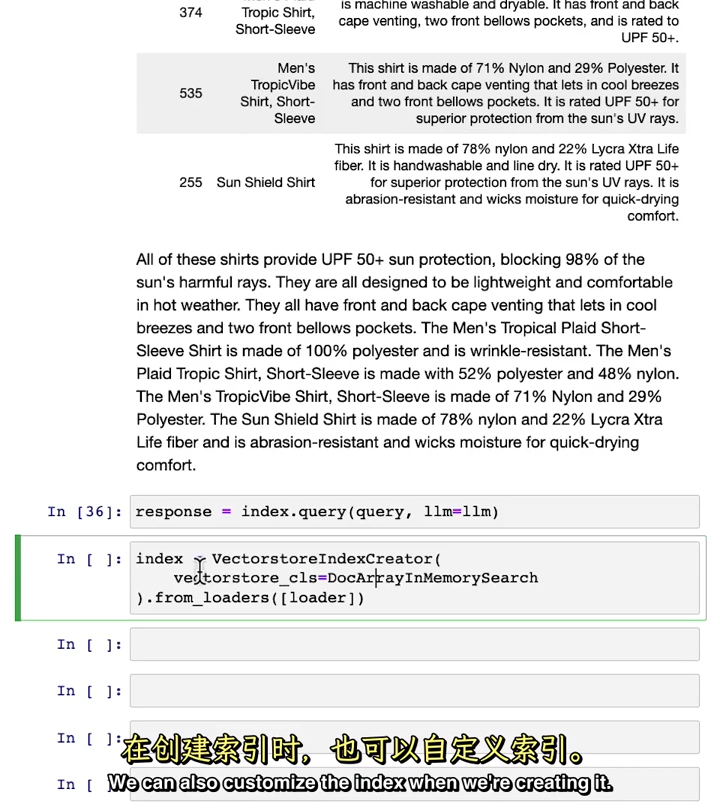 is machine washable and dryable. It has front and back
374 Tropic Shirt, cape venting, two front bellows pockets, and is rated to
Short-Sleeve UPF 50+.
Men's This shirt is made of 71% Nylon and 29% Polyester. It
535 TropicVibe has front and back cape venting that lets in cool breezes
Shirt, Short- and two front bellows pockets. It is rated UPF 50+ for
Sleeve superior protection from the sun's UV rays.
This shirt is made of 78% nylon and 22% Lycra Xtra Life
fiber. It is handwashable and line dry. It is rated UPF 50+
255 Sun Shield Shirt for superior protection from the sun's UV rays. It is
abrasion-resistant and wicks moisture for quick-drying
comfort.
All of these shirts provide UPF 50+ sun protection, blocking 98% of the
sun's harmful rays. They are all designed to be lightweight and comfortable
in hot weather. They all have front and back cape venting that lets in cool
breezes and two front bellows pockets. The Men's Tropical Plaid Short-
Sleeve Shirt is made of 100% polyester and is wrinkle-resistant. The Men's
Plaid Tropic Shirt, Short-Sleeve is made with 52% polyester and 48% nylon.
The Men's TropicVibe Shirt, Short-Sleeve is made of 71% Nylon and 29%
Polyester. The Sun Shield Shirt is made of 78% nylon and 22% Lycra Xtra
Life fiber and is abrasion-resistant and wicks moisture for quick-drying
comfort.
In [36]: response = index.query(query, llm=llm)
In [ ]: index = VectorstoreIndexCreator(
vectorstore_cls=DocArrayInMemorySearch
).from_loaders([loader])
In [ ]:
In [ ]:
In [ ]:
在创建索引时，也可以自定义索引。
In [ ]:
We can also customize the index when we're creating it.